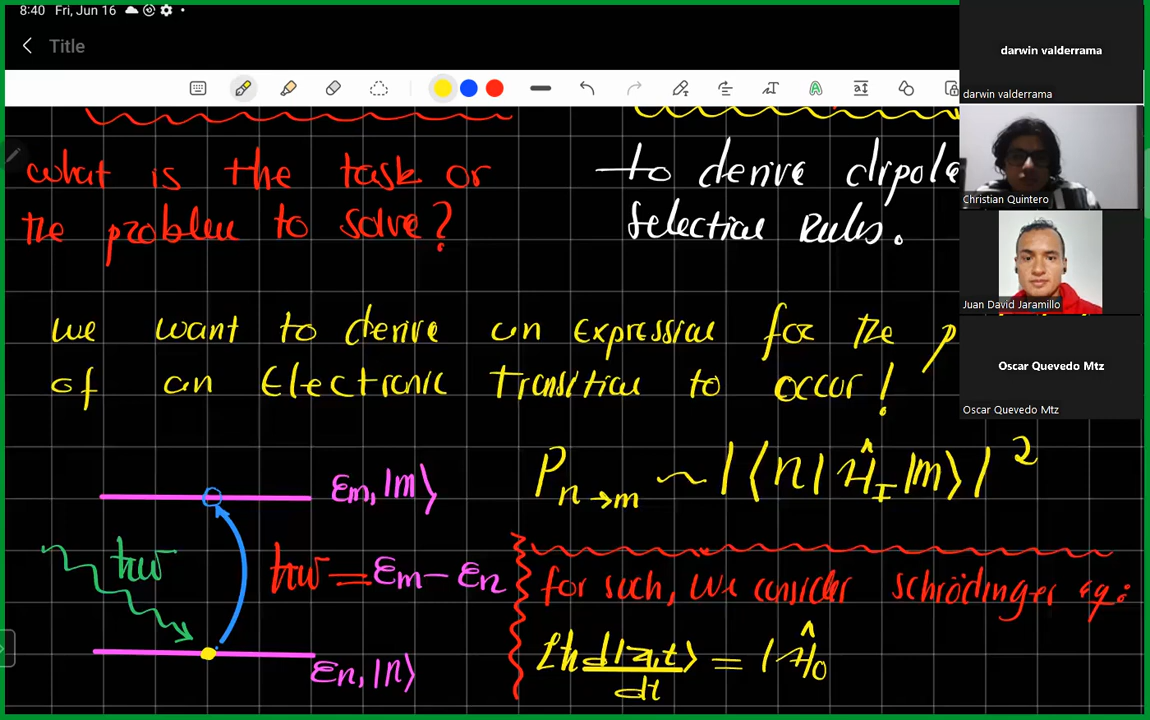 8:40 Fri, Jun 16
Title
darwin valderrama
darwin valderrama
Christian Quintero
Juan David Jaramillo
Oscar Quevedo Mtz
Oscar Quevedo Mtz
what is the task or
the problem to solve?
to derive dipole
Selection Rules.
we want to derive an Expression for the p
of an Electronic Transition to occur!
εm, |m⟩
P n→m ~ |⟨n| Ĥ_I |m⟩|²
ħω
ħω = εm − εn
εn, |n⟩
for such, we consider schrödinger eq:
iħ d|z,t⟩/dt = (Ĥ₀